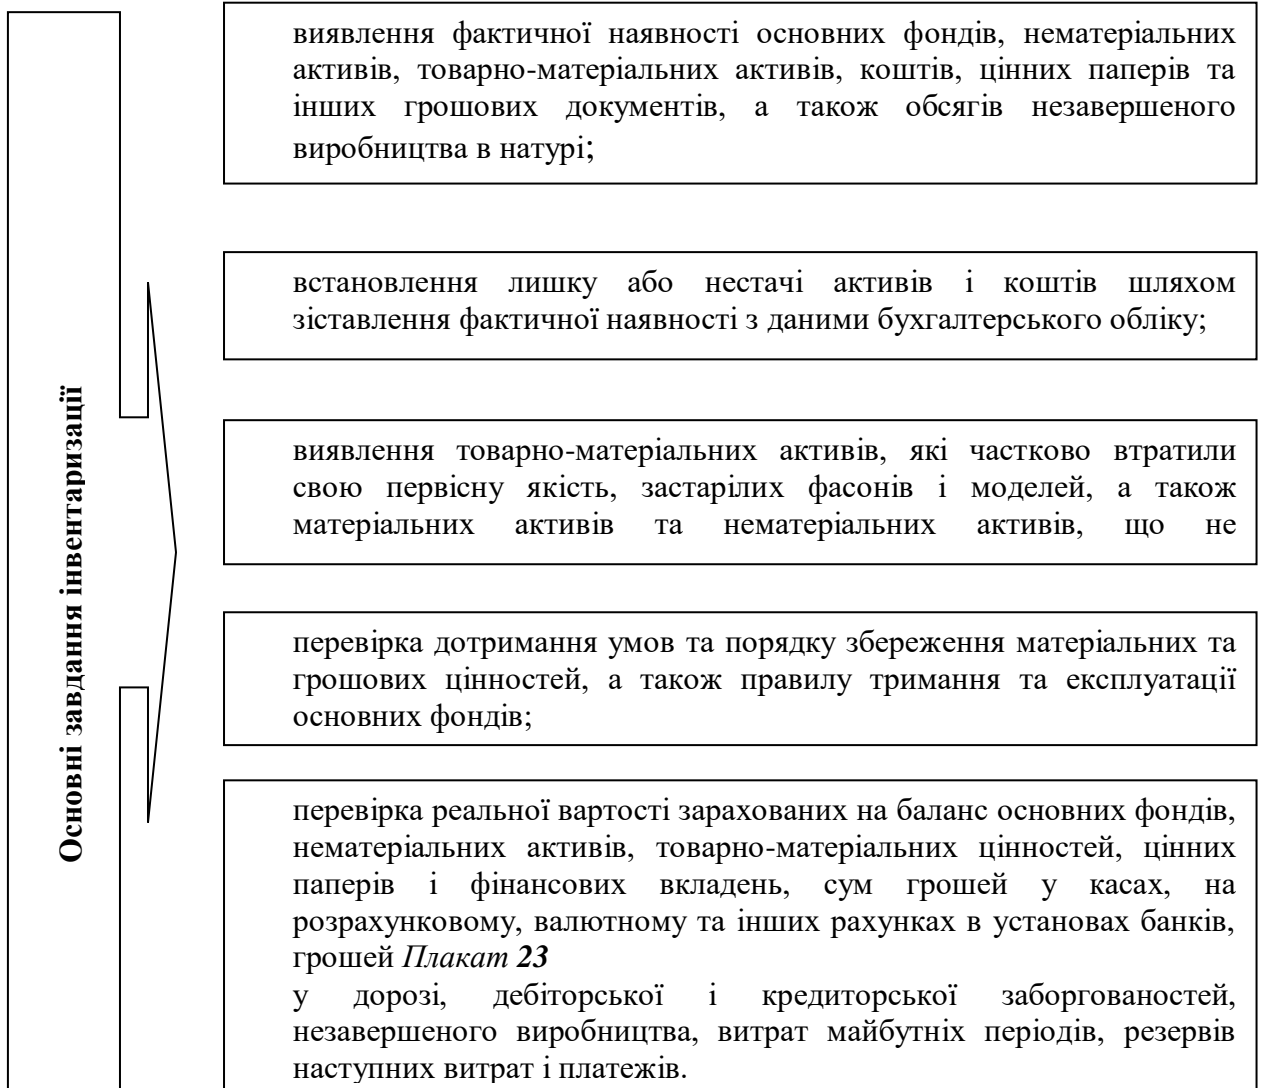 Основні завдання інвентаризації
виявлення фактичної наявності основних фондів, нематеріальних
активів, товарно-матеріальних активів, коштів, цінних паперів та
інших грошових документів, а також обсягів незавершеного
виробництва в натурі;
встановлення лишку або нестачі активів і коштів шляхом
зіставлення фактичної наявності з даними бухгалтерського обліку;
виявлення товарно-матеріальних активів, які частково втратили
свою первісну якість, застарілих фасонів і моделей, а також
матеріальних активів та нематеріальних активів, що не
перевірка дотримання умов та порядку збереження матеріальних та
грошових цінностей, а також правилу тримання та експлуатації
основних фондів;
перевірка реальної вартості зарахованих на баланс основних фондів,
нематеріальних активів, товарно-матеріальних цінностей, цінних
паперів і фінансових вкладень, сум грошей у касах, на
розрахунковому, валютному та інших рахунках в установах банків,
грошей Плакат 23
у дорозі, дебіторської і кредиторської заборгованостей,
незавершеного виробництва, витрат майбутніх періодів, резервів
наступних витрат і платежів.